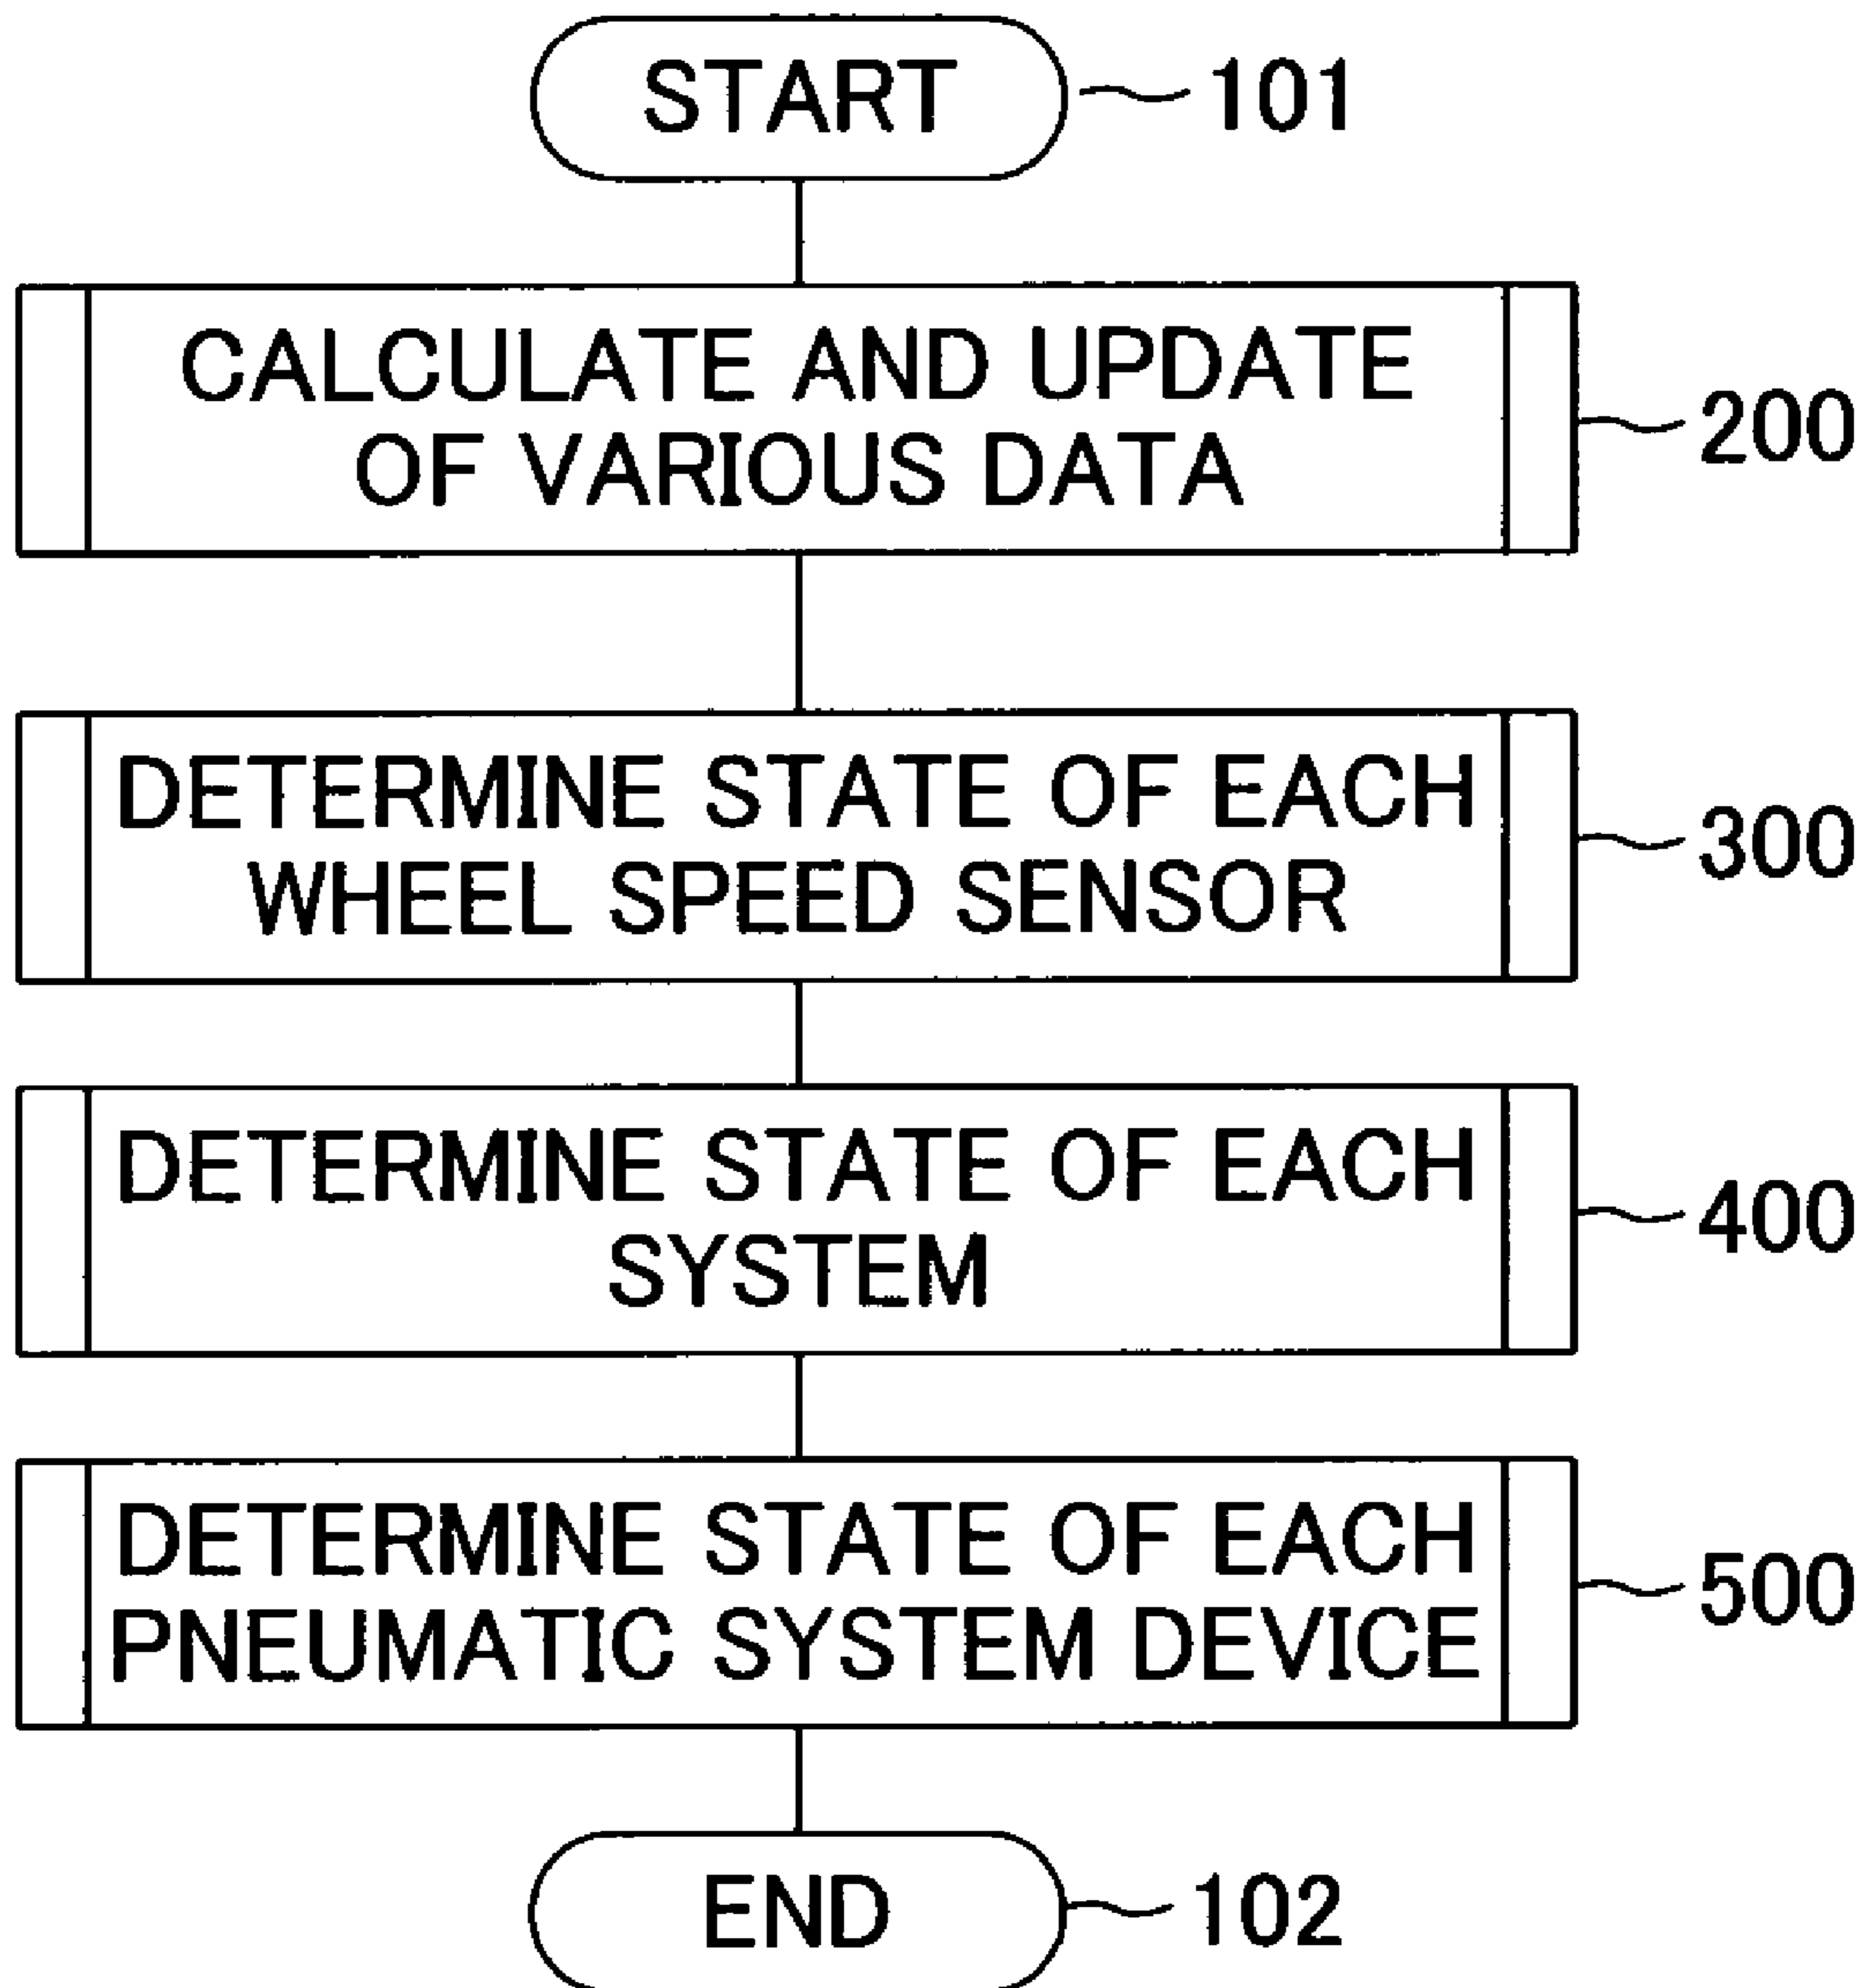 START 101
CALCULATE AND UPDATE
OF VARIOUS DATA
200
DETERMINE STATE OF EACH
WHEEL SPEED SENSOR
300
DETERMINE STATE OF EACH
SYSTEM
400
DETERMINE STATE OF EACH
PNEUMATIC SYSTEM DEVICE
500
END 102